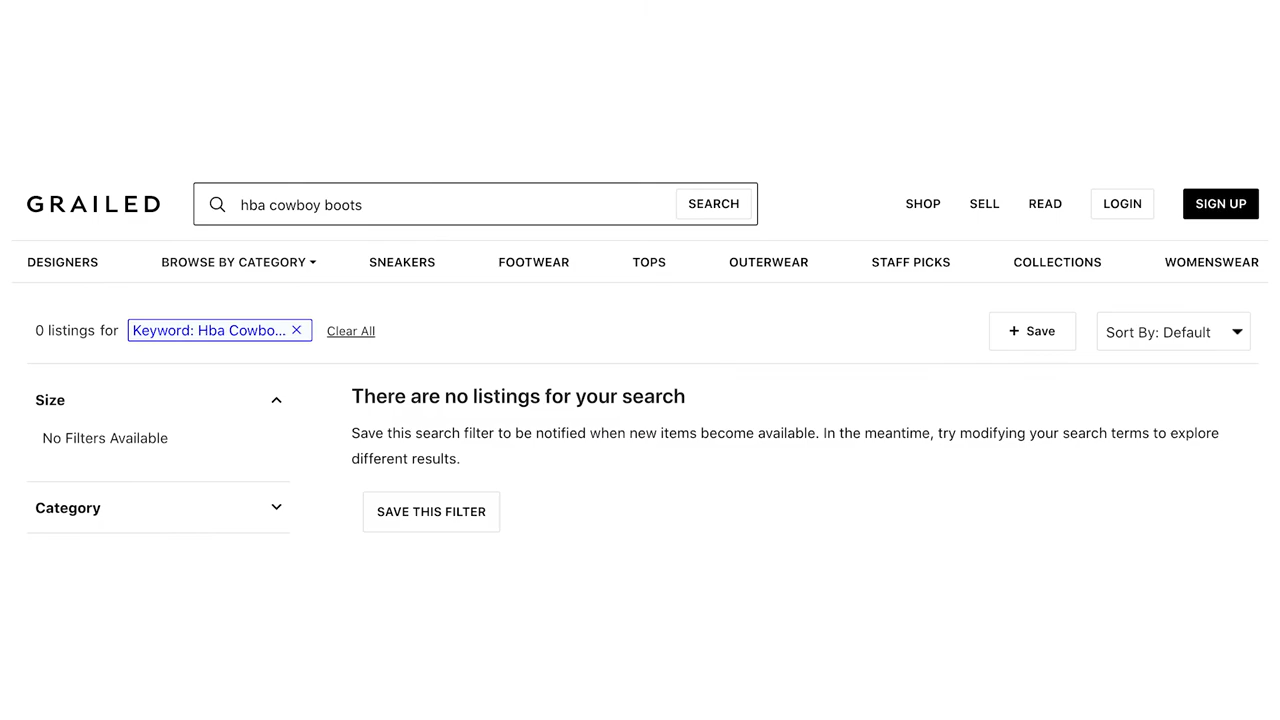 GRAILED
hba cowboy boots
SEARCH
SHOP
SELL
READ
LOGIN
SIGN UP
DESIGNERS
BROWSE BY CATEGORY
SNEAKERS
FOOTWEAR
TOPS
OUTERWEAR
STAFF PICKS
COLLECTIONS
WOMENSWEAR
0 listings for
Keyword: Hba Cowbo...
Clear All
+ Save
Sort By: Default
Size
No Filters Available
Category
There are no listings for your search
Save this search filter to be notified when new items become available. In the meantime, try modifying your search terms to explore
different results.
SAVE THIS FILTER